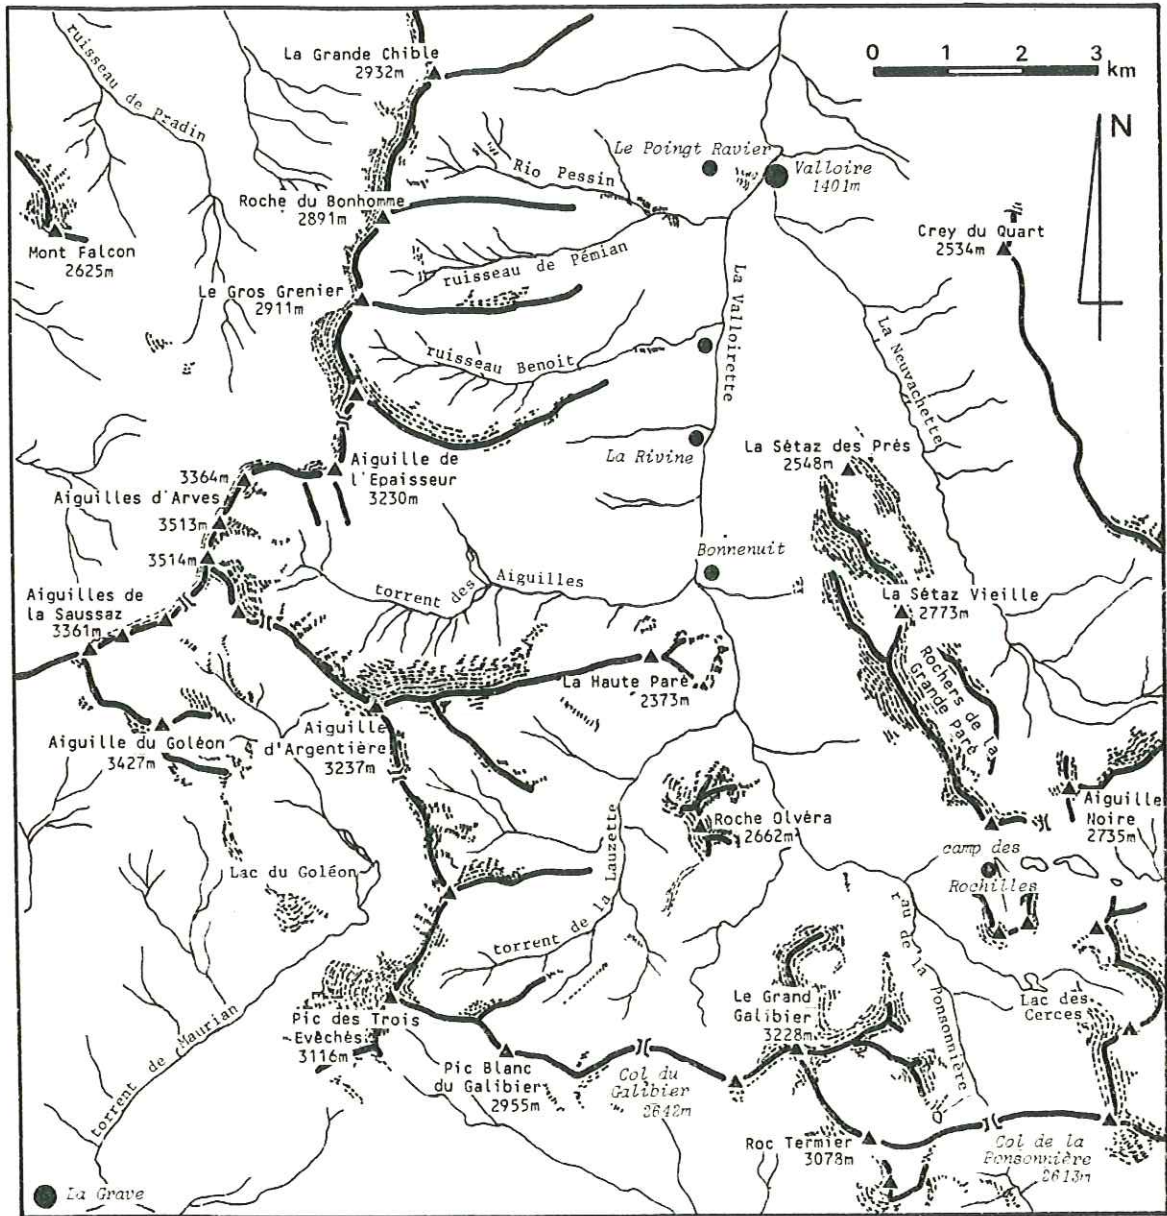 ruisseau de Pradin
La Grande Chible
2932m
0 1 2 3
km
N
Le Poingt Ravier
Valloire
1401m
Rio Pessin
Roche du Bonhomme
2891m
Mont Falcon
2625m
Crey du Quart
2534m
ruisseau de Pémian
Le Gros Grenier
2911m
La Valloirette
La Neuvachette
ruisseau Benoit
La Rivine
La Sétaz des Près
2548m
Aiguille de
l'Epaisseur
3230m
3364m
Aiguilles d'Arves
3513m
3514m
Bonnenuit
torrent des Aiguilles
Aiguilles de
la Saussaz
3361m
La Sétaz Vieille
2773m
Rochers de la
Grande Paré
La Haute Paré
2373m
Aiguille
d'Argentière
3237m
Aiguille du Goléon
3427m
Aiguille
Noire
2735m
Roche Olvéra
2662m
camp des
Rochilles
Lac du Goléon
torrent de la Lauzette
rau de la Ponsonnière
Lac des
Cerces
Le Grand
Galibier
3228m
Pic des Trois
Evêchés
3116m
torrent de Maurian
Pic Blanc
du Galibier
2955m
Col du
Galibier
2642m
Roc Termier
3078m
Col de la
Ponsonnière
2613m
La Grave